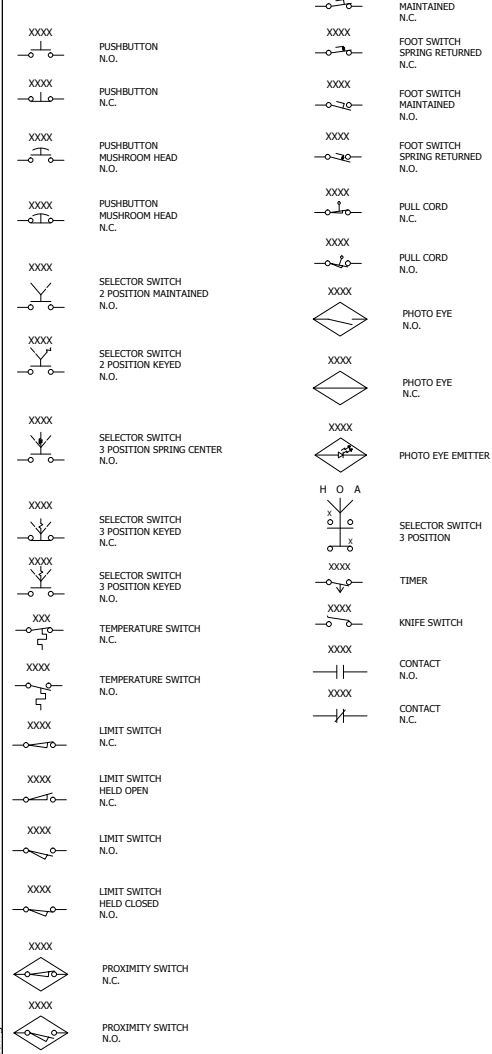 XXXX
PUSHBUTTON
N.O.
XXXX
PUSHBUTTON
N.C.
XXXX
PUSHBUTTON
MUSHROOM HEAD
N.O.
XXXX
PUSHBUTTON
MUSHROOM HEAD
N.C.
XXXX
SELECTOR SWITCH
2 POSITION MAINTAINED
N.O.
XXXX
SELECTOR SWITCH
2 POSITION KEYED
N.O.
XXXX
SELECTOR SWITCH
3 POSITION SPRING CENTER
N.O.
XXXX
SELECTOR SWITCH
3 POSITION KEYED
N.C.
XXXX
SELECTOR SWITCH
3 POSITION KEYED
N.O.
XXX
TEMPERATURE SWITCH
N.C.
XXXX
TEMPERATURE SWITCH
N.O.
XXXX
LIMIT SWITCH
N.C.
XXXX
LIMIT SWITCH
HELD OPEN
N.C.
XXXX
LIMIT SWITCH
N.O.
XXXX
LIMIT SWITCH
HELD CLOSED
N.O.
XXXX
PROXIMITY SWITCH
N.C.
XXXX
PROXIMITY SWITCH
N.O.
MAINTAINED
N.C.
XXXX
FOOT SWITCH
SPRING RETURNED
N.C.
XXXX
FOOT SWITCH
MAINTAINED
N.O.
XXXX
FOOT SWITCH
SPRING RETURNED
N.O.
XXXX
PULL CORD
N.C.
XXXX
PULL CORD
N.O.
XXXX
PHOTO EYE
N.O.
XXXX
PHOTO EYE
N.C.
XXXX
PHOTO EYE EMITTER
H O A
X
X
SELECTOR SWITCH
3 POSITION
XXXX
TIMER
XXXX
KNIFE SWITCH
XXXX
CONTACT
N.O.
XXXX
CONTACT
N.C.